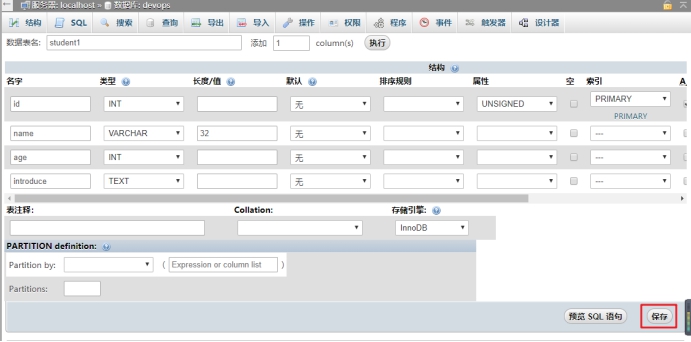 服务器: localhost » 数据库: devops
结构 SQL 搜索 查询 导出 导入 操作 权限 程序 事件 触发器 设计器
数据表名: student1 添加 1 column(s) 执行
结构
名字 类型 长度/值 默认 排序规则 属性 空 索引 A_
id INT 无 UNSIGNED PRIMARY
PRIMARY
name VARCHAR 32 无 ---
age INT 无 ---
introduce TEXT 无 ---
表注释: Collation: 存储引擎:
InnoDB
PARTITION definition:
Partition by: ( Expression or column list )
Partitions:
预览 SQL 语句 保存